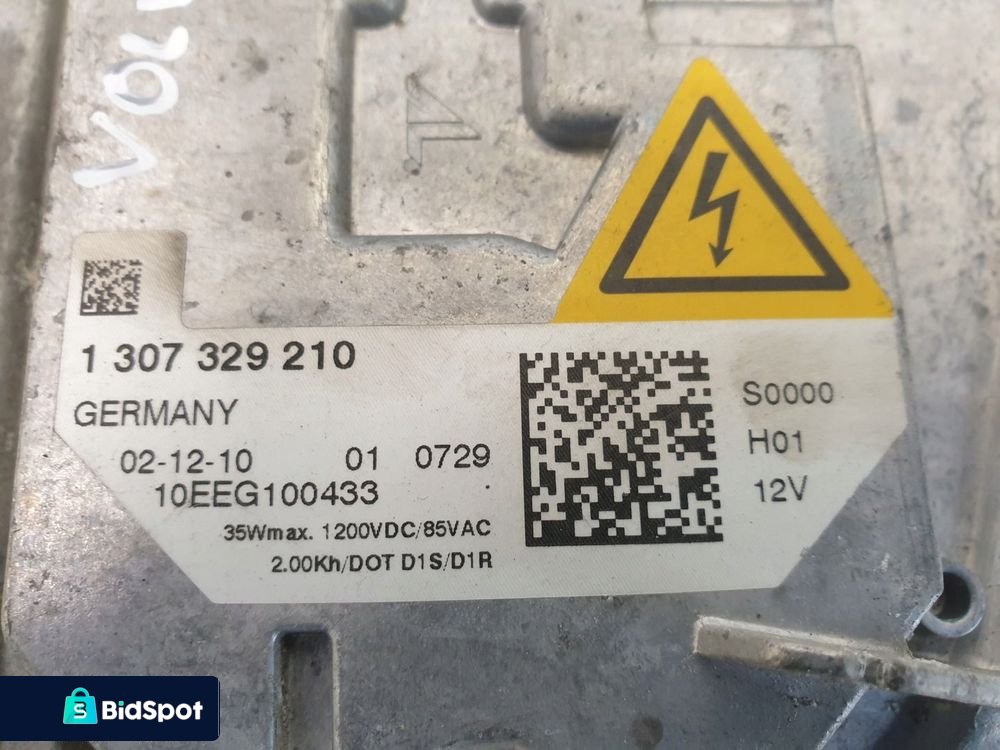 VOLV
1 307 329 210
GERMANY
02-12-10 01 0729
10EEG100433
35Wmax. 1200VDC/85VAC
2.00Kh/DOT D1S/D1R
S0000
H01
12V
S BidSpot